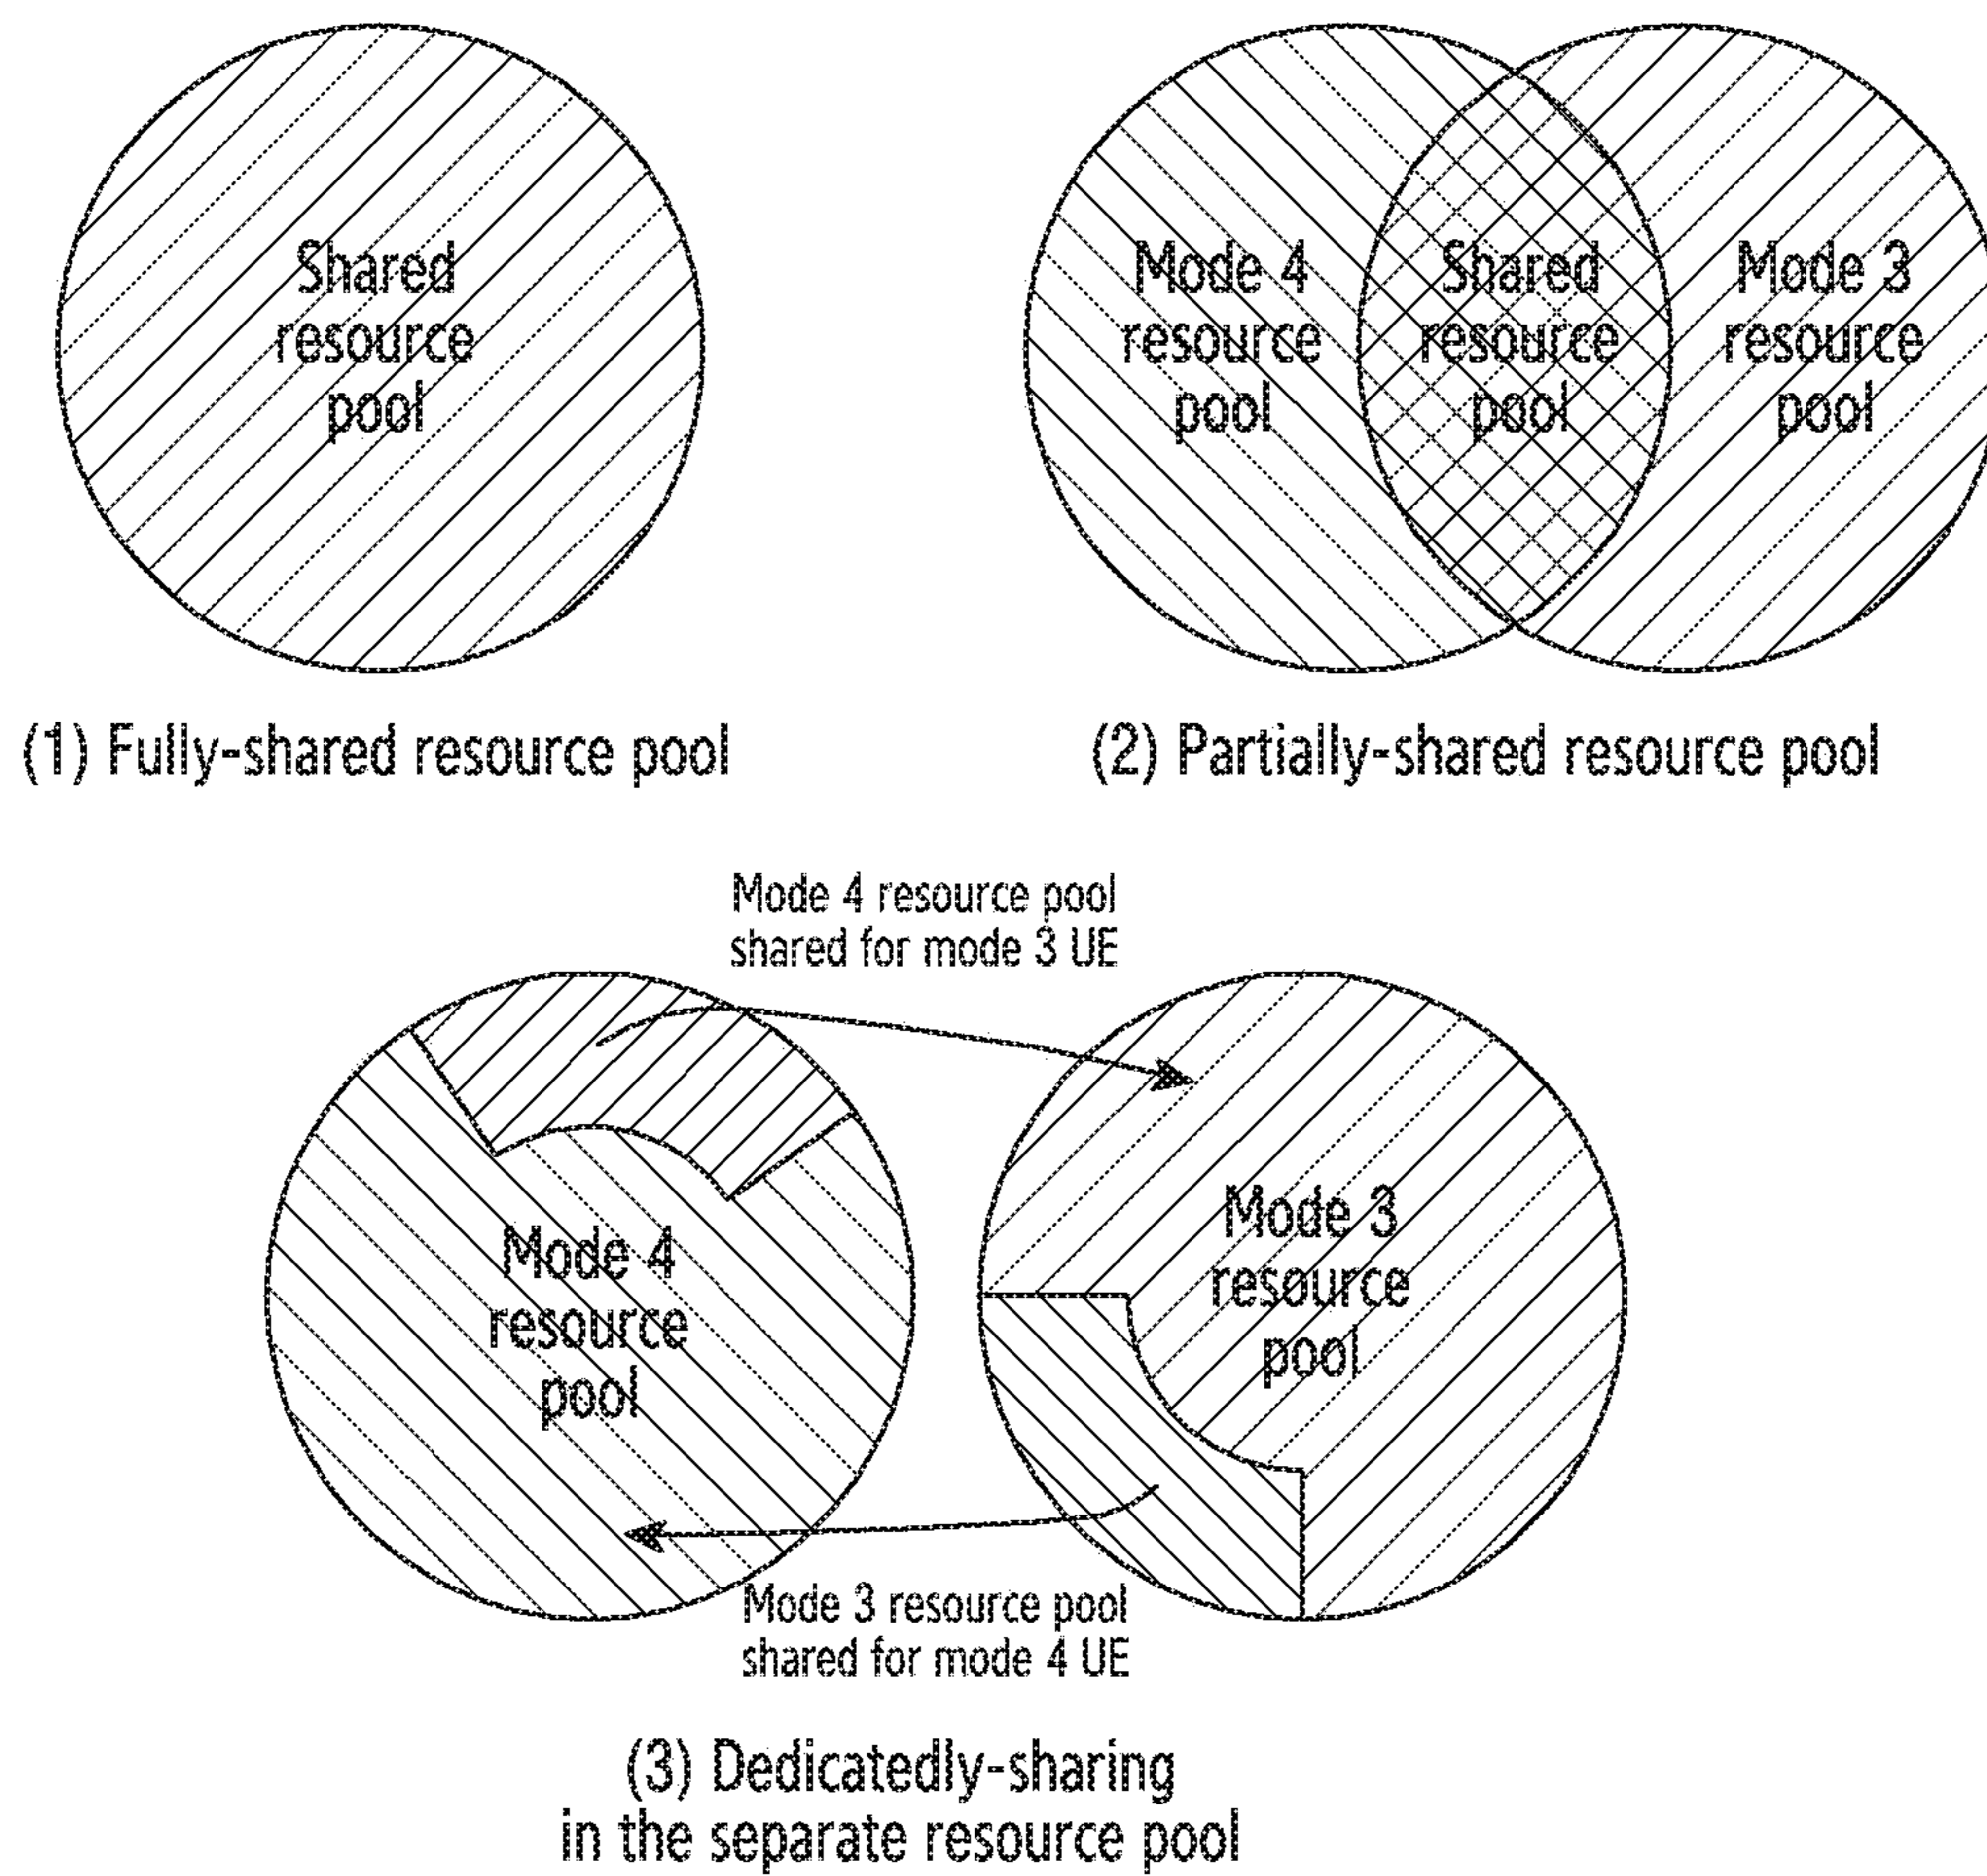 Shared
resource
pool
Mode 4
resource
pool
Shared
resource
pool
Mode 3
resource
pool
(1) Fully-shared resource pool
(2) Partially-shared resource pool
Mode 4 resource pool
shared for mode 3 UE
Mode 4
resource
pool
Mode 3
resource
pool
Mode 3 resource pool
shared for mode 4 UE
(3) Dedicatedly-sharing
in the separate resource pool